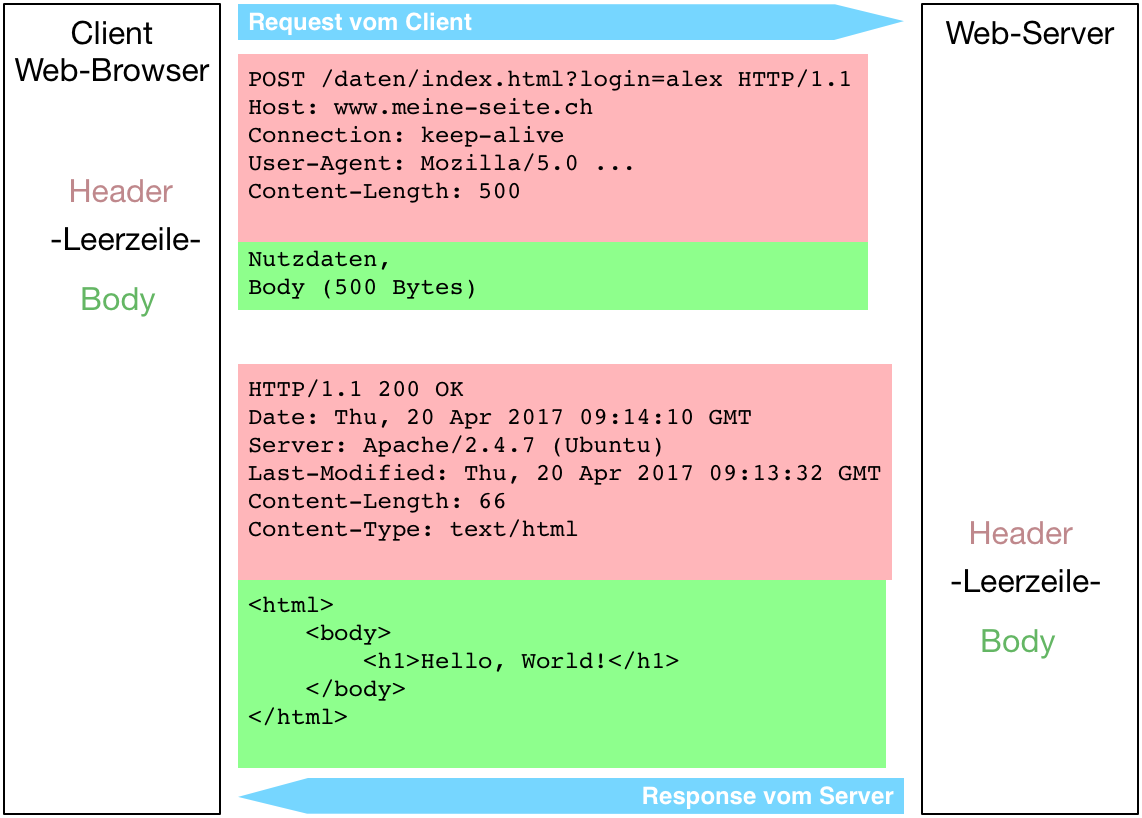 Client
Web-Browser
Header
-Leerzeile-
Body
Request vom Client
POST /daten/index.html?login=alex HTTP/1.1
Host: www.meine-seite.ch
Connection: keep-alive
User-Agent: Mozilla/5.0 ...
Content-Length: 500
Nutzdaten,
Body (500 Bytes)
HTTP/1.1 200 OK
Date: Thu, 20 Apr 2017 09:14:10 GMT
Server: Apache/2.4.7 (Ubuntu)
Last-Modified: Thu, 20 Apr 2017 09:13:32 GMT
Content-Length: 66
Content-Type: text/html
<html>
    <body>
        <h1>Hello, World!</h1>
    </body>
</html>
Response vom Server
Web-Server
Header
-Leerzeile-
Body